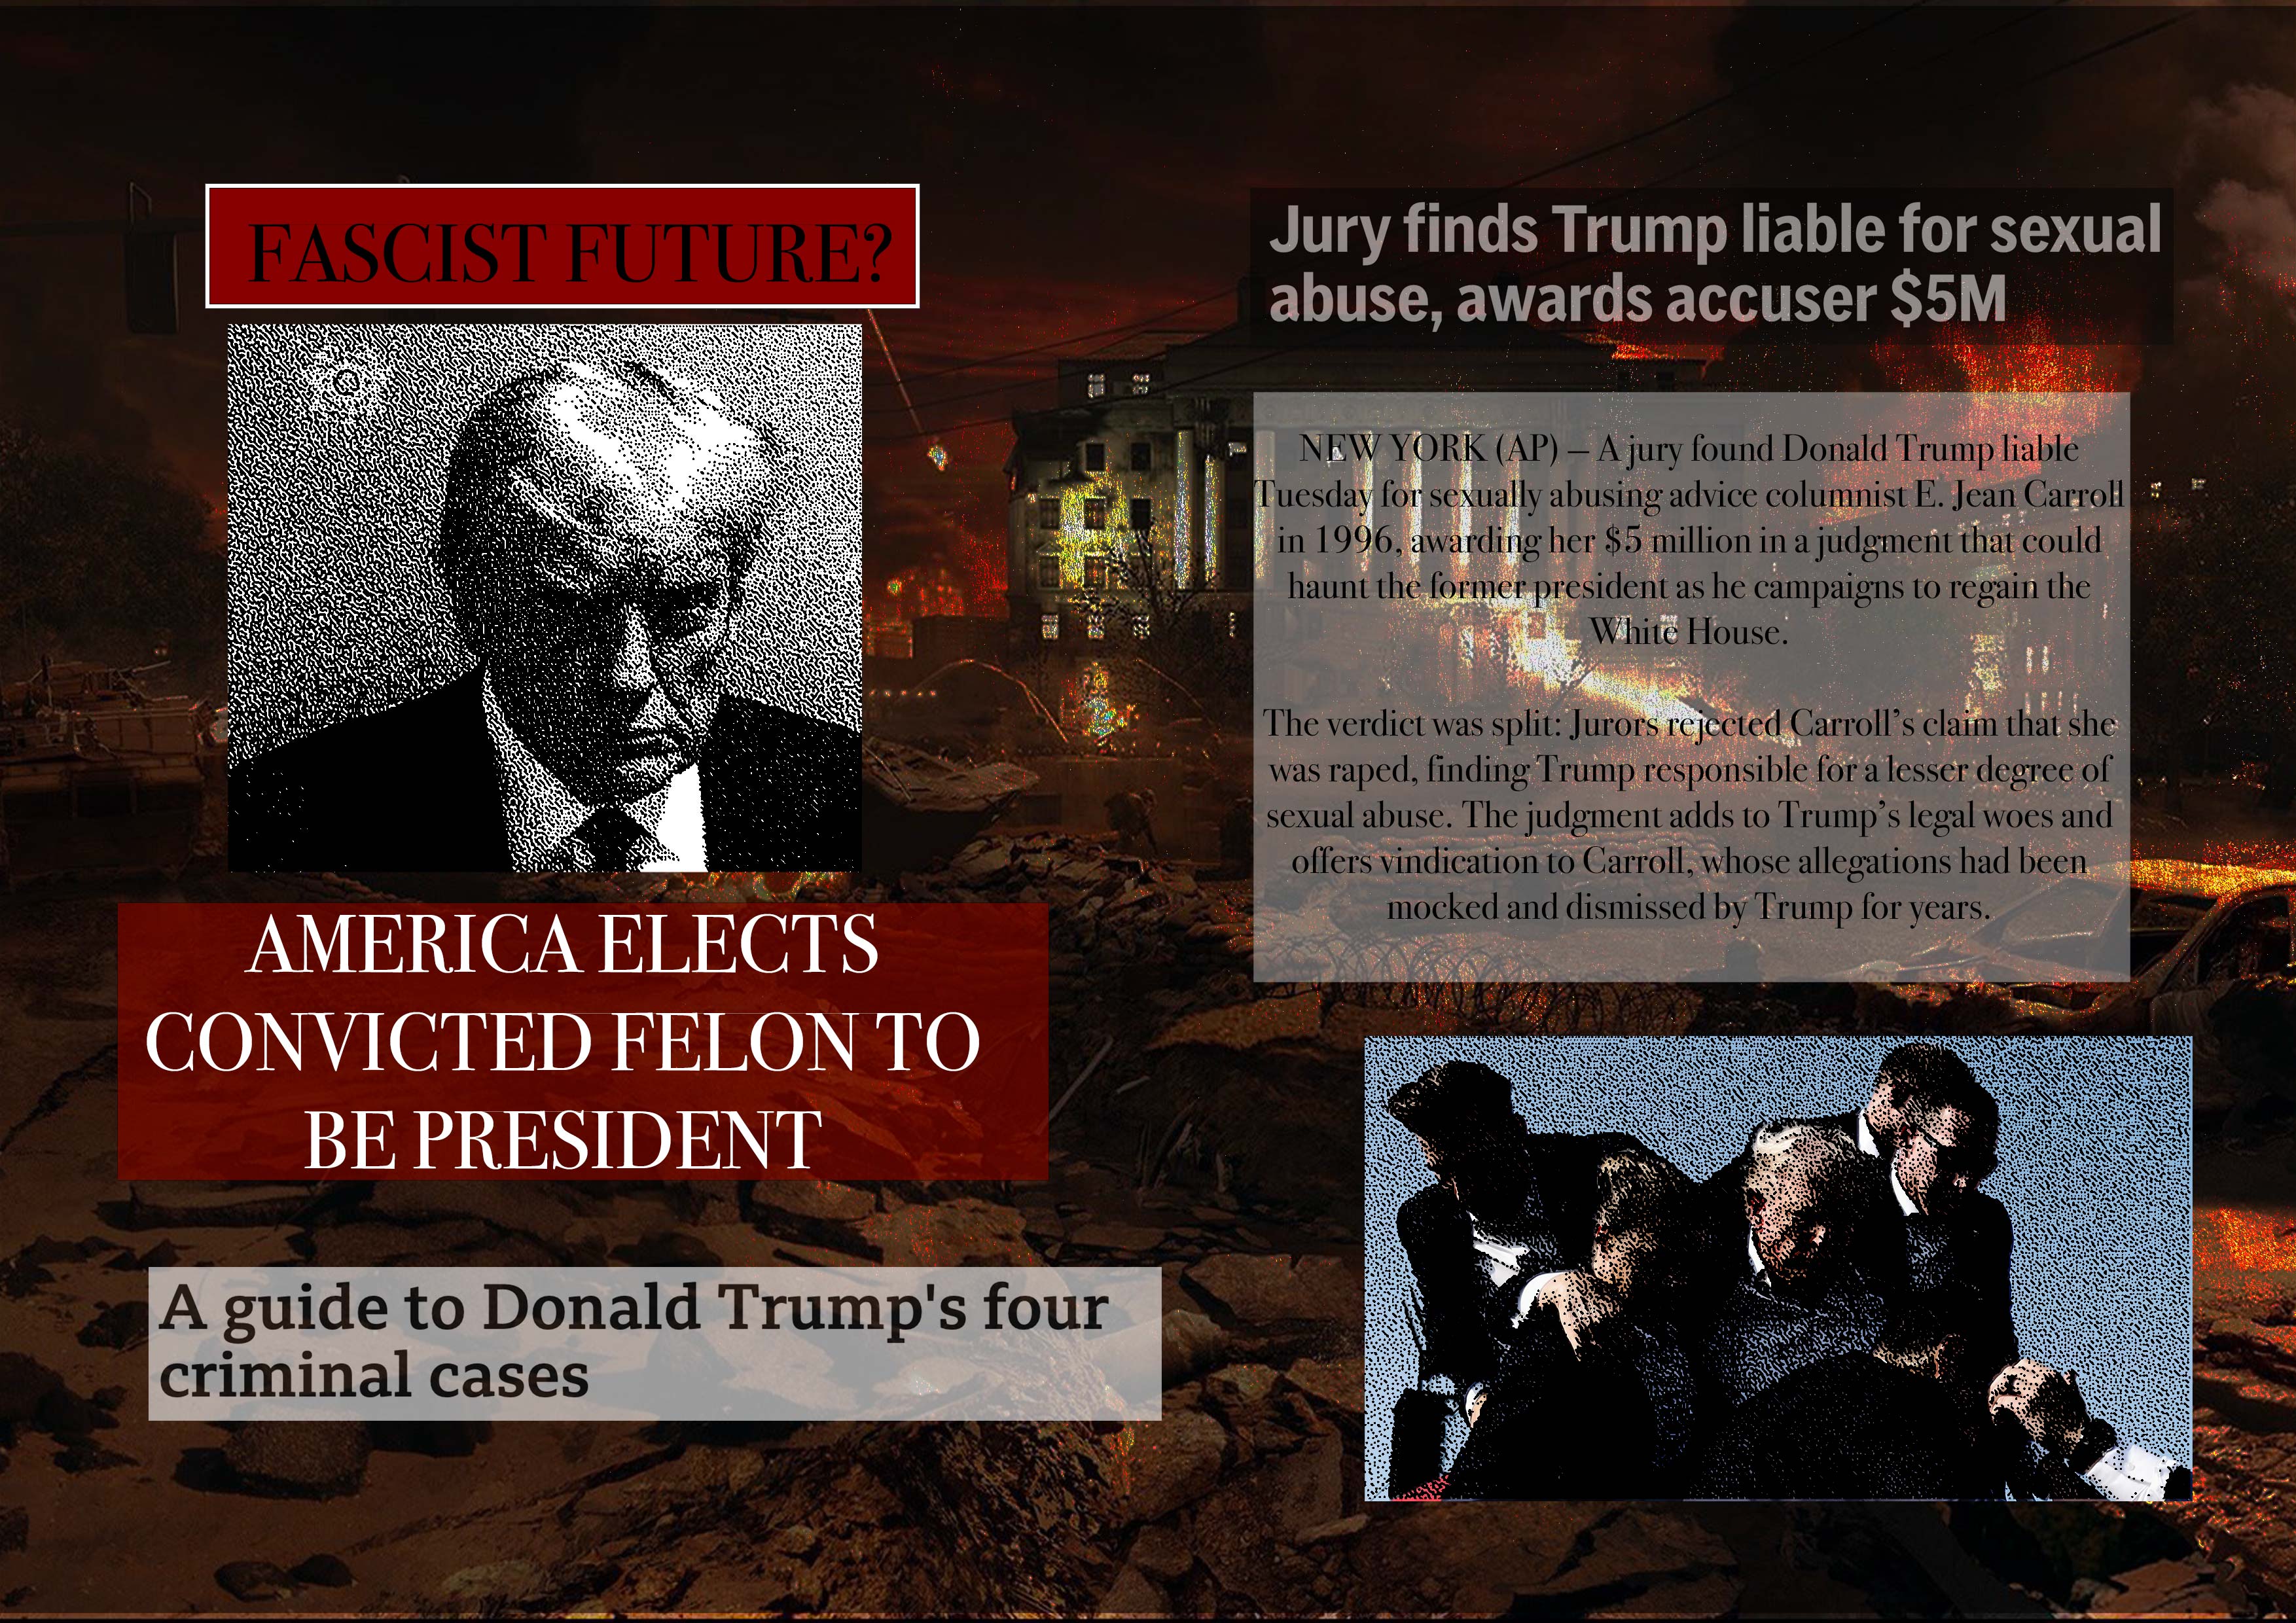 FASCIST FUTURE?
AMERICA ELECTS
CONVICTED FELON TO
BE PRESIDENT
A guide to Donald Trump's four
criminal cases
Jury finds Trump liable for sexual
abuse, awards accuser $5M
NEW YORK (AP) – A jury found Donald Trump liable
Tuesday for sexually abusing advice columnist E. Jean Carroll
in 1996, awarding her $5 million in a judgment that could
haunt the former president as he campaigns to regain the
White House.
The verdict was split: Jurors rejected Carroll’s claim that she
was raped, finding Trump responsible for a lesser degree of
sexual abuse. The judgment adds to Trump’s legal woes and
offers vindication to Carroll, whose allegations had been
mocked and dismissed by Trump for years.